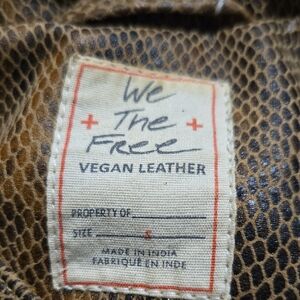 We
+ The +
Free
VEGAN LEATHER
PROPERTY OF
SIZE S
MADE IN INDIA
FABRIQUÉ EN INDE